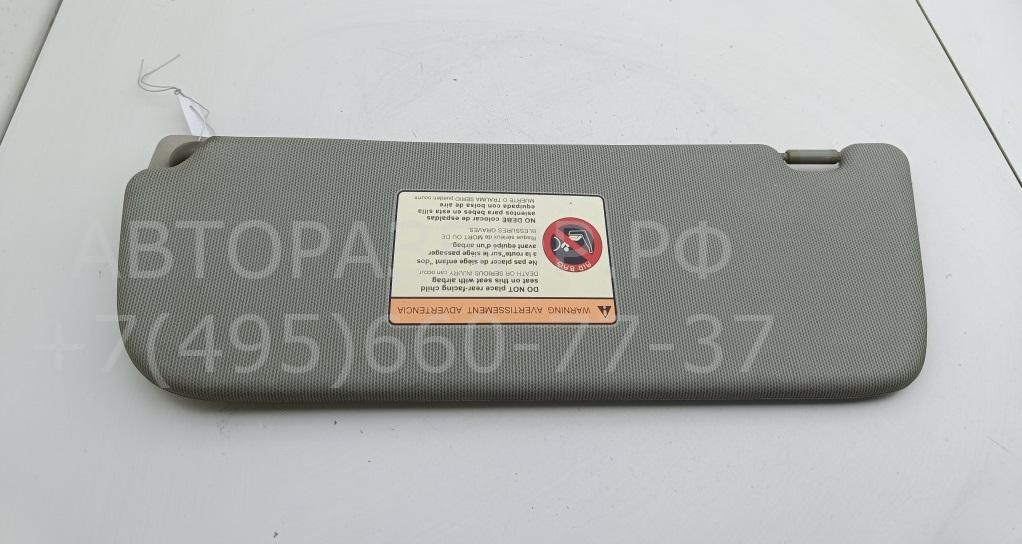 WARNING AVERTISSEMENT ADVERTENCIA
DO NOT place rear-facing child
seat on this seat with airbag
DEATH OR SERIOUS INJURY can occur
Ne pas placer de siège enfant "dos
à la route"sur"le siège passager
avant équipé d'un airbag.
Risque sérieux de MORT OU DE
BLESSURES GRAVES.
NO DEBE colocar de espaldas
asientos para bebés en esta silla
equipada con bolsa de aire
MUERTE O TRAUMA SERIO pueden ocurrir
AIR BAG
+7(495)660-77-37